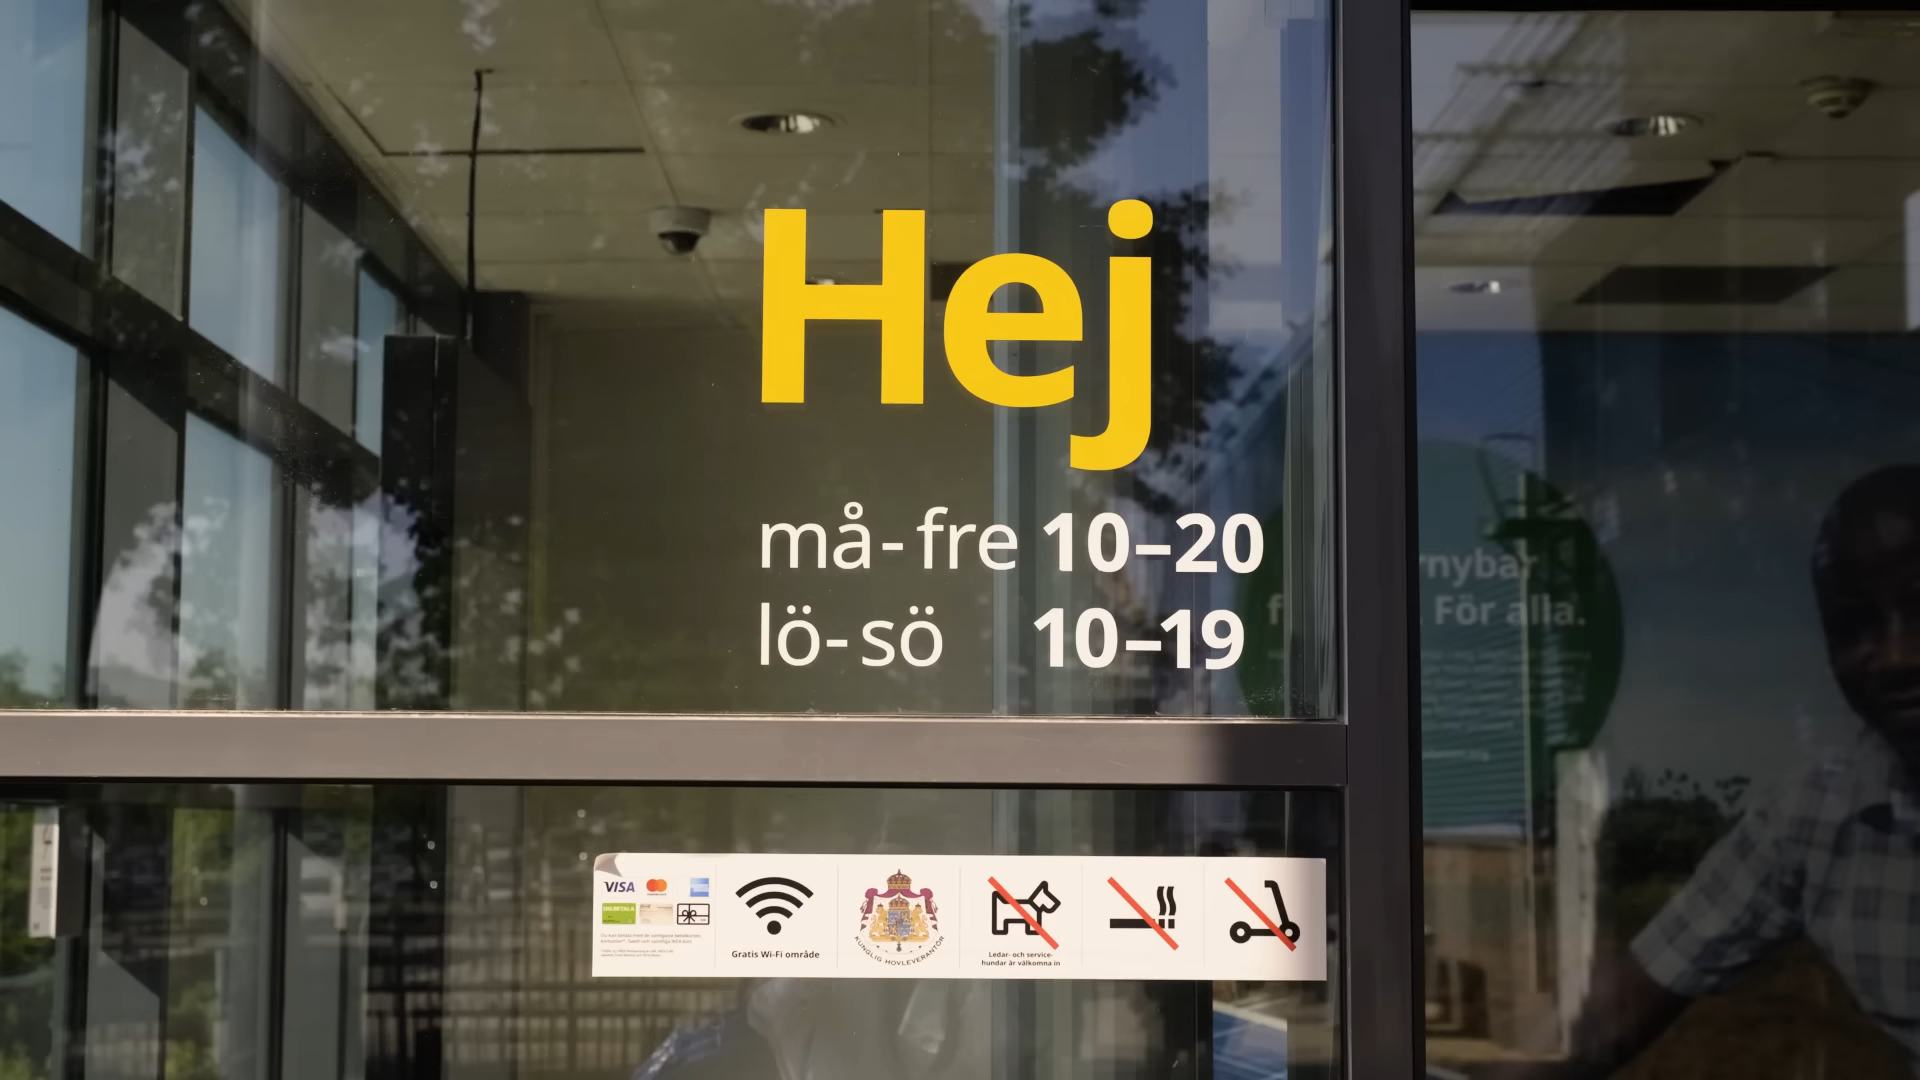 Hej
må-fre 10–20
lö-sö 10–19
rnybar
f För alla.
VISA
Gratis Wi-Fi område
KUNGLIG HOVLEVERANTÖR
Ledar- och service-
hundar är välkomna in